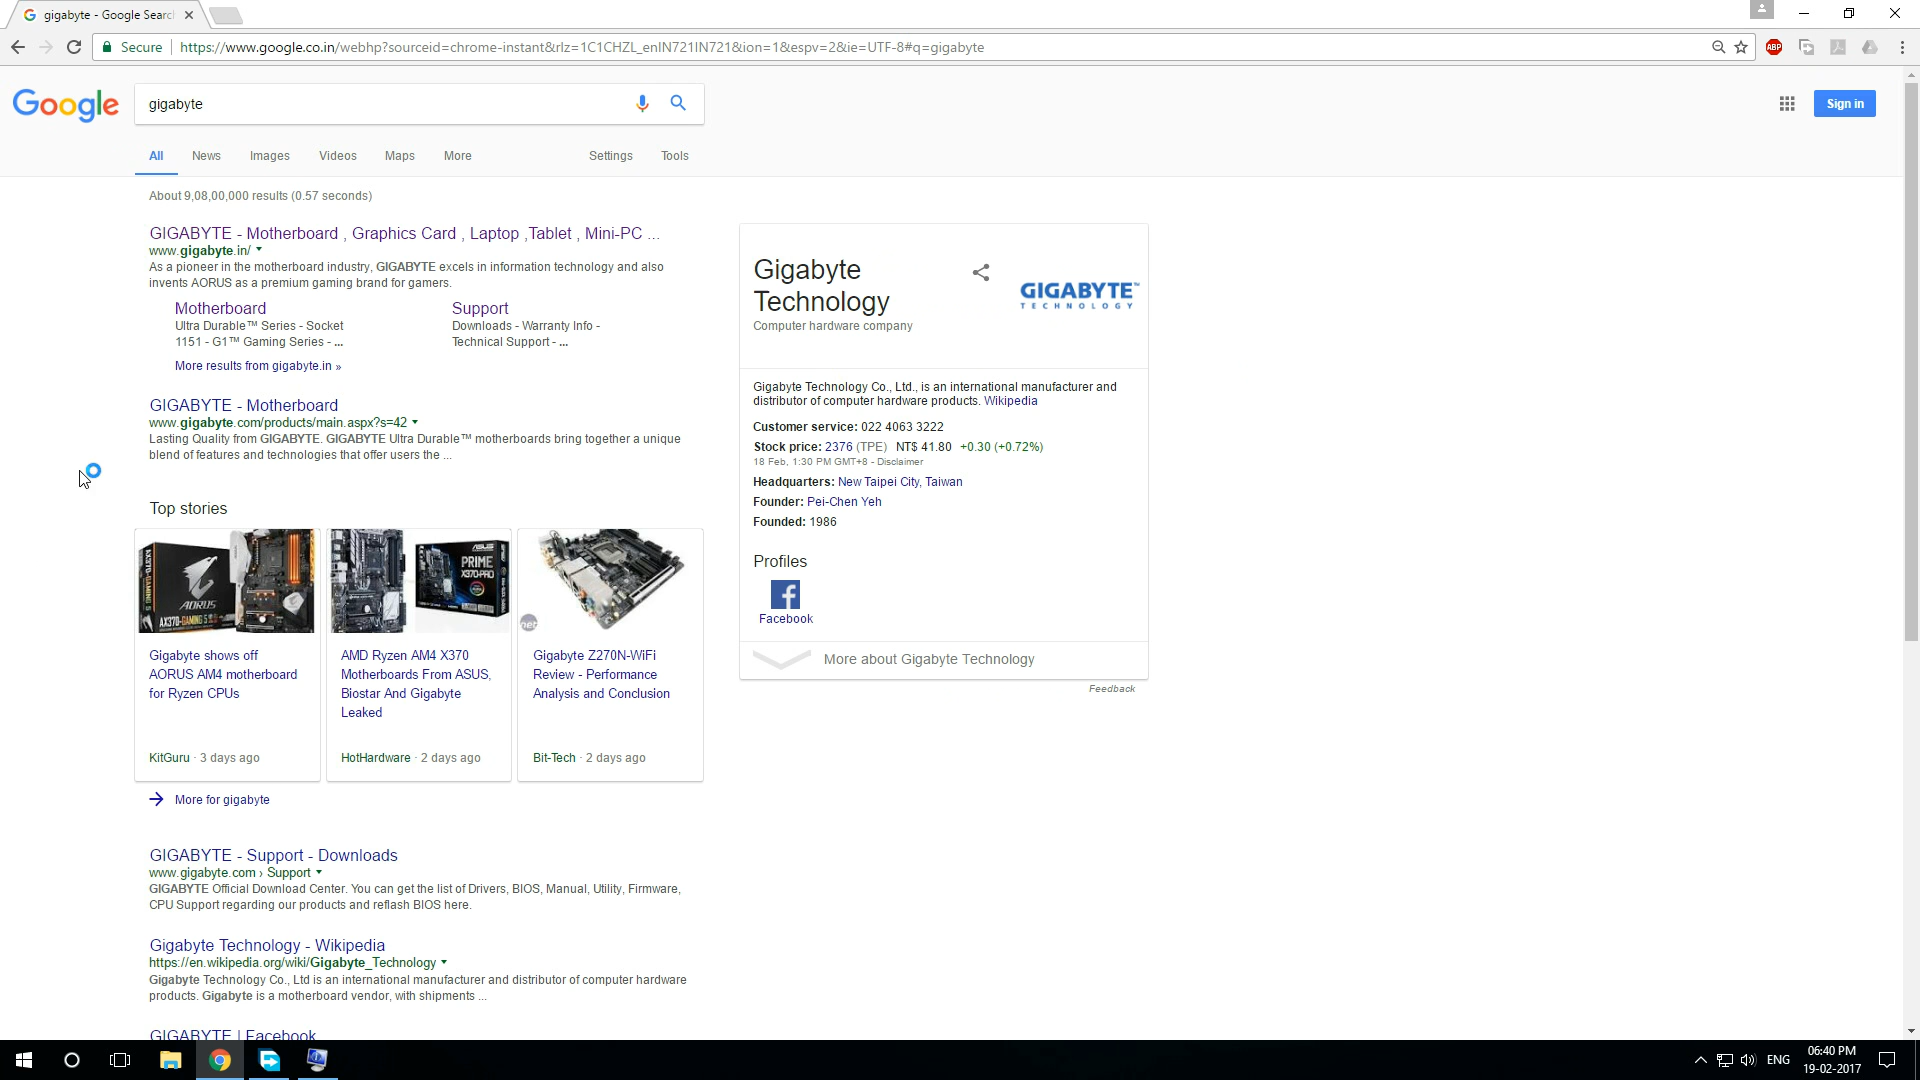 gigabyte - Google Searc
Secure
https://www.google.co.in/webhp?sourceid=chrome-instant&rlz=1C1CHZL_enIN721IN721&ion=1&espv=2&ie=UTF-8#q=gigabyte
ABP
Google
gigabyte
Sign in
All News Images Videos Maps More Settings Tools
About 9,08,00,000 results (0.57 seconds)
GIGABYTE - Motherboard , Graphics Card , Laptop ,Tablet , Mini-PC ...
www.gigabyte.in/
As a pioneer in the motherboard industry, GIGABYTE excels in information technology and also
invents AORUS as a premium gaming brand for gamers.
Motherboard
Ultra Durable™ Series - Socket
1151 - G1™ Gaming Series - ...
Support
Downloads - Warranty Info -
Technical Support - ...
More results from gigabyte.in »
GIGABYTE - Motherboard
www.gigabyte.com/products/main.aspx?s=42
Lasting Quality from GIGABYTE. GIGABYTE Ultra Durable™ motherboards bring together a unique
blend of features and technologies that offer users the ...
Top stories
AORUS
AX370-GAMING 5
ASUS
PRIME
X370-PRO
net
Gigabyte shows off
AORUS AM4 motherboard
for Ryzen CPUs
KitGuru · 3 days ago
AMD Ryzen AM4 X370
Motherboards From ASUS,
Biostar And Gigabyte
Leaked
HotHardware · 2 days ago
Gigabyte Z270N-WiFi
Review - Performance
Analysis and Conclusion
Bit-Tech · 2 days ago
More for gigabyte
GIGABYTE - Support - Downloads
www.gigabyte.com › Support
GIGABYTE Official Download Center. You can get the list of Drivers, BIOS, Manual, Utility, Firmware,
CPU Support regarding our products and reflash BIOS here.
Gigabyte Technology - Wikipedia
https://en.wikipedia.org/wiki/Gigabyte_Technology
Gigabyte Technology Co., Ltd is an international manufacturer and distributor of computer hardware
products. Gigabyte is a motherboard vendor, with shipments ...
GIGABYTE | Facebook
Gigabyte
Technology
Computer hardware company
GIGABYTE™
TECHNOLOGY
Gigabyte Technology Co., Ltd., is an international manufacturer and
distributor of computer hardware products. Wikipedia
Customer service: 022 4063 3222
Stock price: 2376 (TPE) NT$ 41.80 +0.30 (+0.72%)
18 Feb, 1:30 PM GMT+8 - Disclaimer
Headquarters: New Taipei City, Taiwan
Founder: Pei-Chen Yeh
Founded: 1986
Profiles
Facebook
More about Gigabyte Technology
Feedback
ENG
06:40 PM
19-02-2017